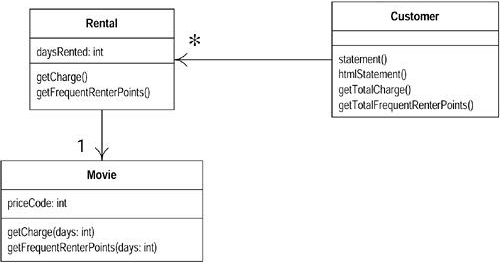 Rental
daysRented: int
getCharge()
getFrequentRenterPoints()
*
Customer
statement()
htmlStatement()
getTotalCharge()
getTotalFrequentRenterPoints()
1
Movie
priceCode: int
getCharge(days: int)
getFrequentRenterPoints(days: int)